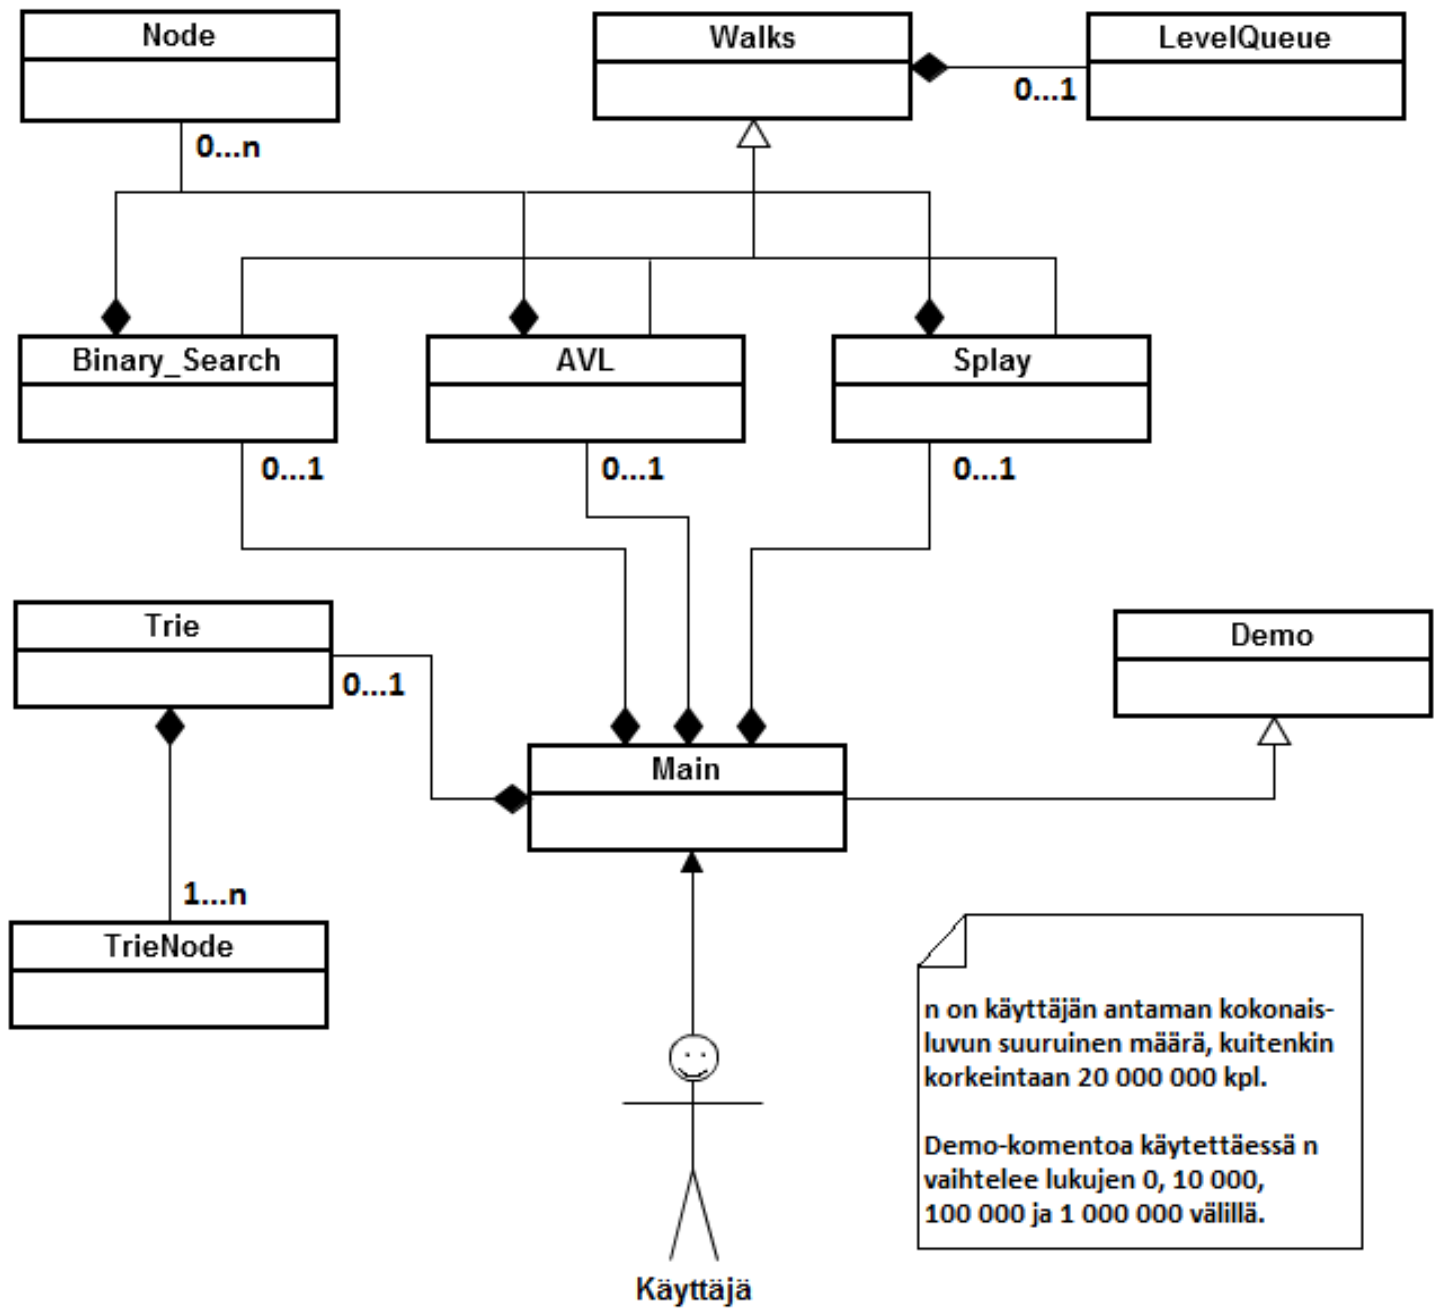 Node
Walks
LevelQueue
0...1
0...n
Binary_Search
AVL
Splay
0...1
0...1
0...1
Trie
Demo
0...1
Main
1...n
TrieNode
n on käyttäjän antaman kokonais-
luvun suuruinen määrä, kuitenkin
korkeintaan 20 000 000 kpl.
Demo-komentoa käytettäessä n
vaihtelee lukujen 0, 10 000,
100 000 ja 1 000 000 välillä.
Käyttäjä